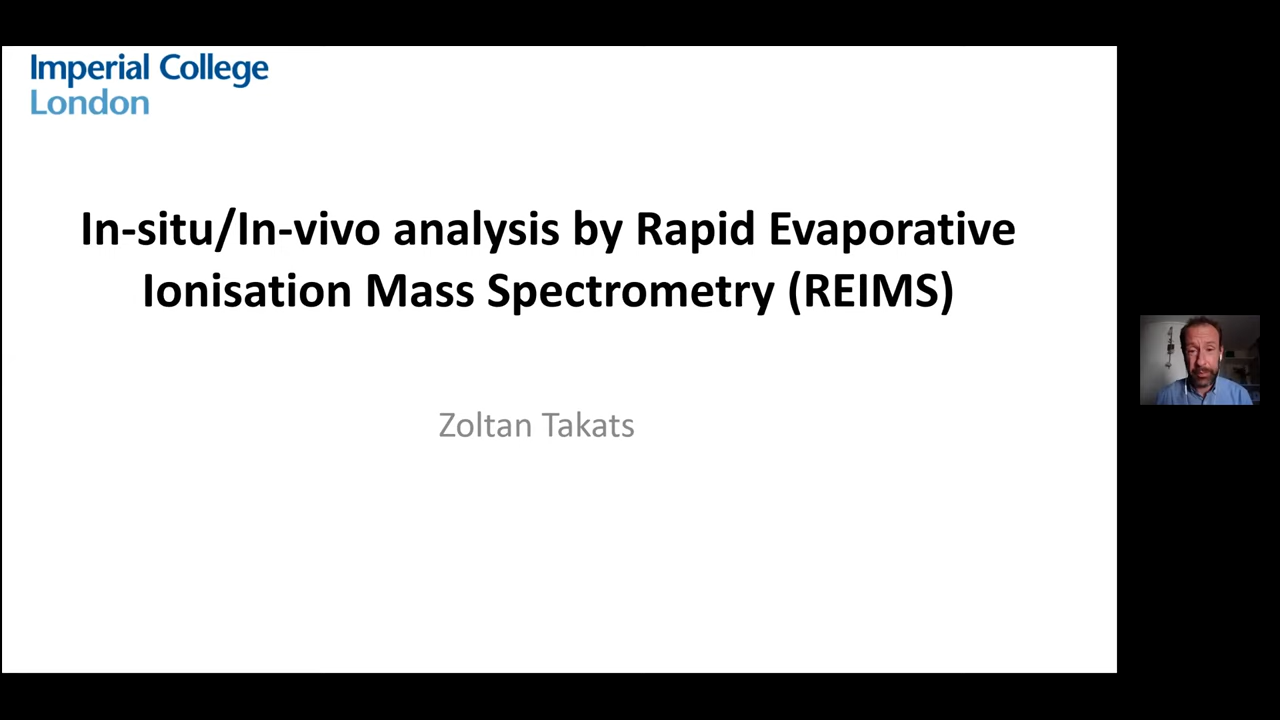 Imperial College
London
In-situ/In-vivo analysis by Rapid Evaporative
Ionisation Mass Spectrometry (REIMS)
Zoltan Takats